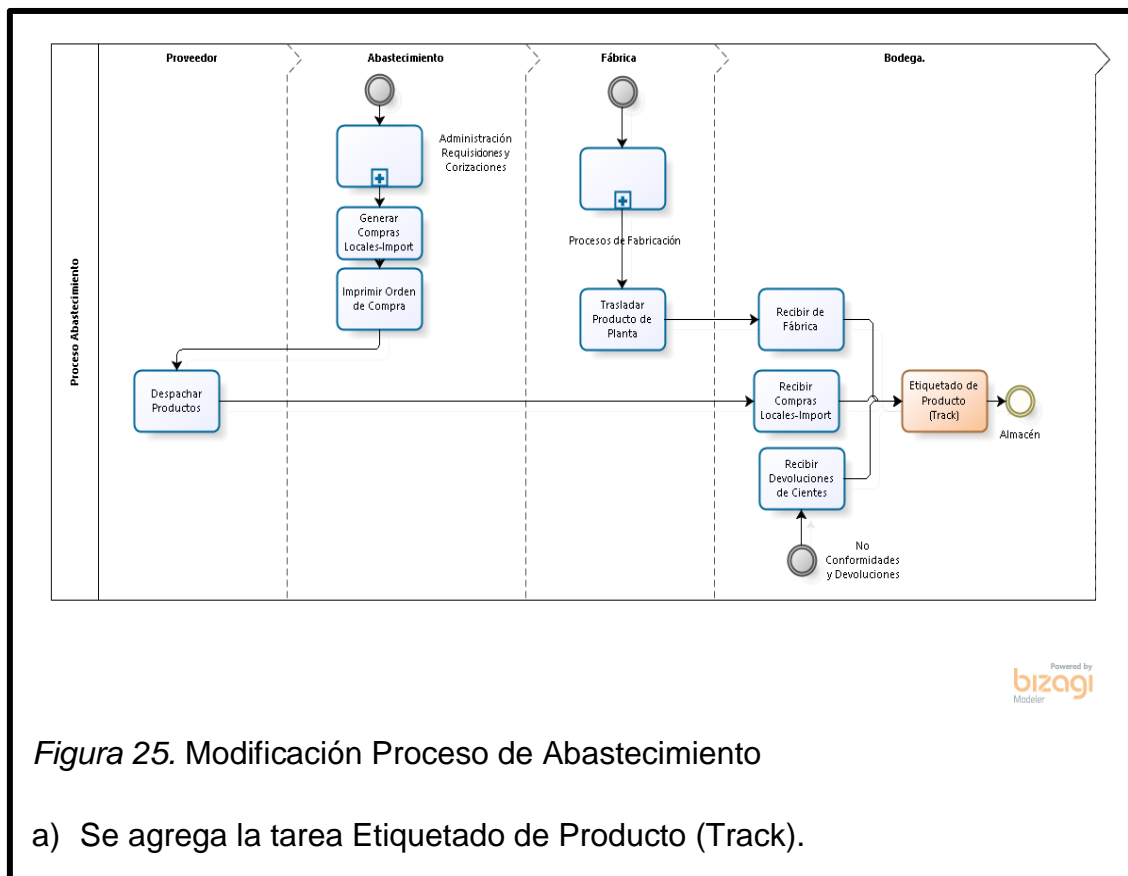 Proveedor
Abastecimiento
Fábrica
Bodega.
Proceso Abastecimiento
Administración
Requisiciones y
Corizaciones
Generar
Compras
Locales-Import
Imprimir Orden
de Compra
Despachar
Productos
Procesos de Fabricación
Trasladar
Producto de
Planta
Recibir de
Fábrica
Recibir
Compras
Locales-Import
Recibir
Devoluciones
de Cientes
No
Conformidades
y Devoluciones
Etiquetado de
Producto
(Track)
Almacén
Powered by
bizagi
Modeler
Figura 25. Modificación Proceso de Abastecimiento
a) Se agrega la tarea Etiquetado de Producto (Track).